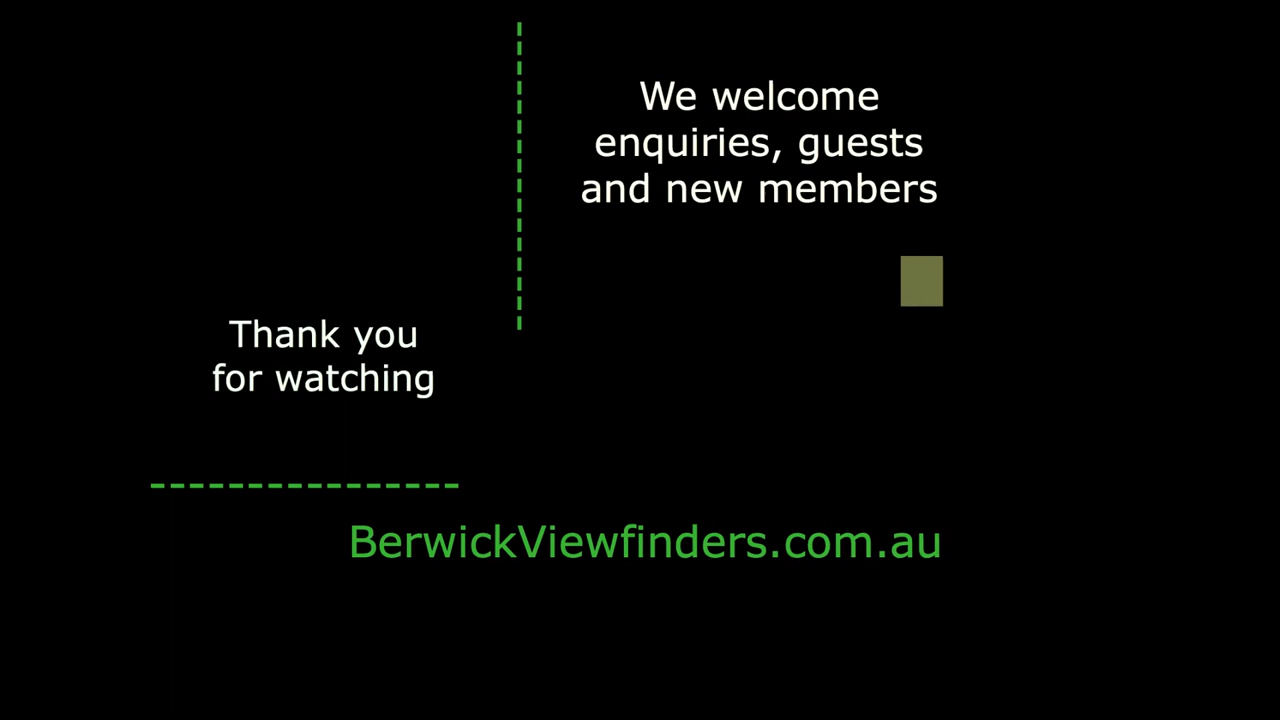 We welcome
enquiries, guests
and new members
Thank you
for watching
BerwickViewfinders.com.au